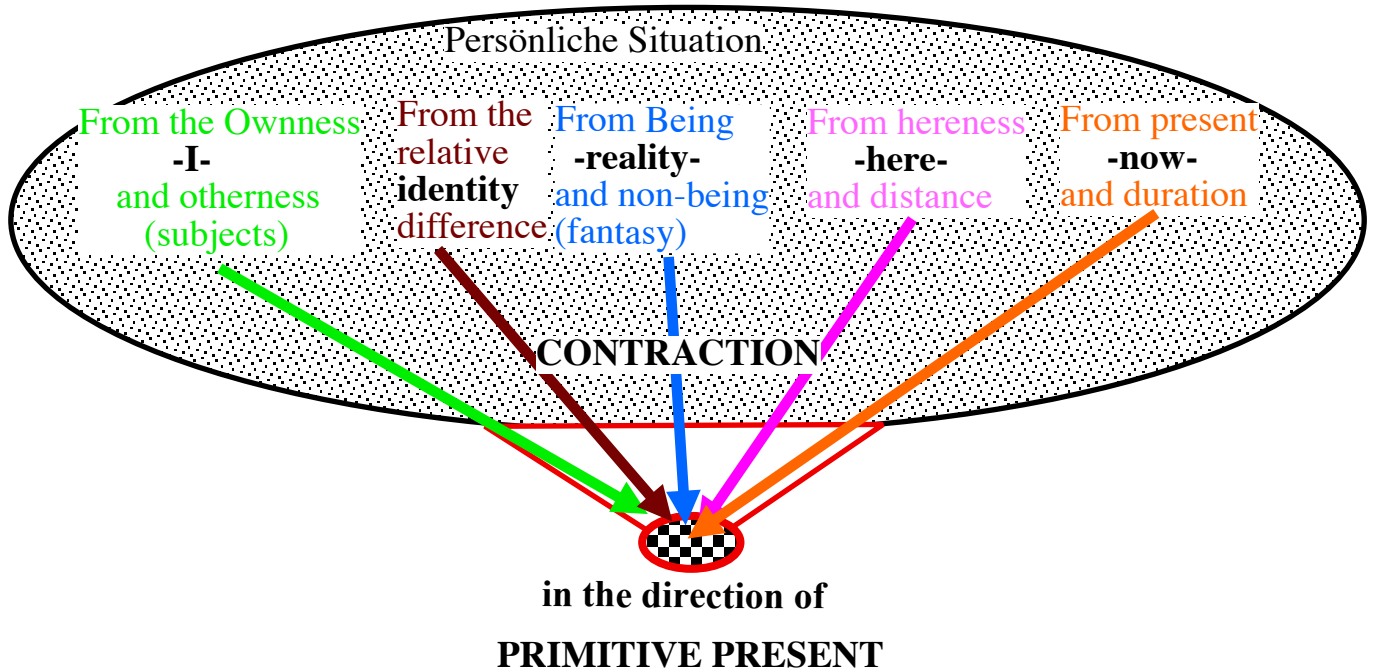 Persönliche Situation
From the Ownness
-I-
and otherness
(subjects)
From the
relative
identity
difference
From Being
-reality-
and non-being
(fantasy)
From hereness
-here-
and distance
From present
-now-
and duration
CONTRACTION
in the direction of
PRIMITIVE PRESENT